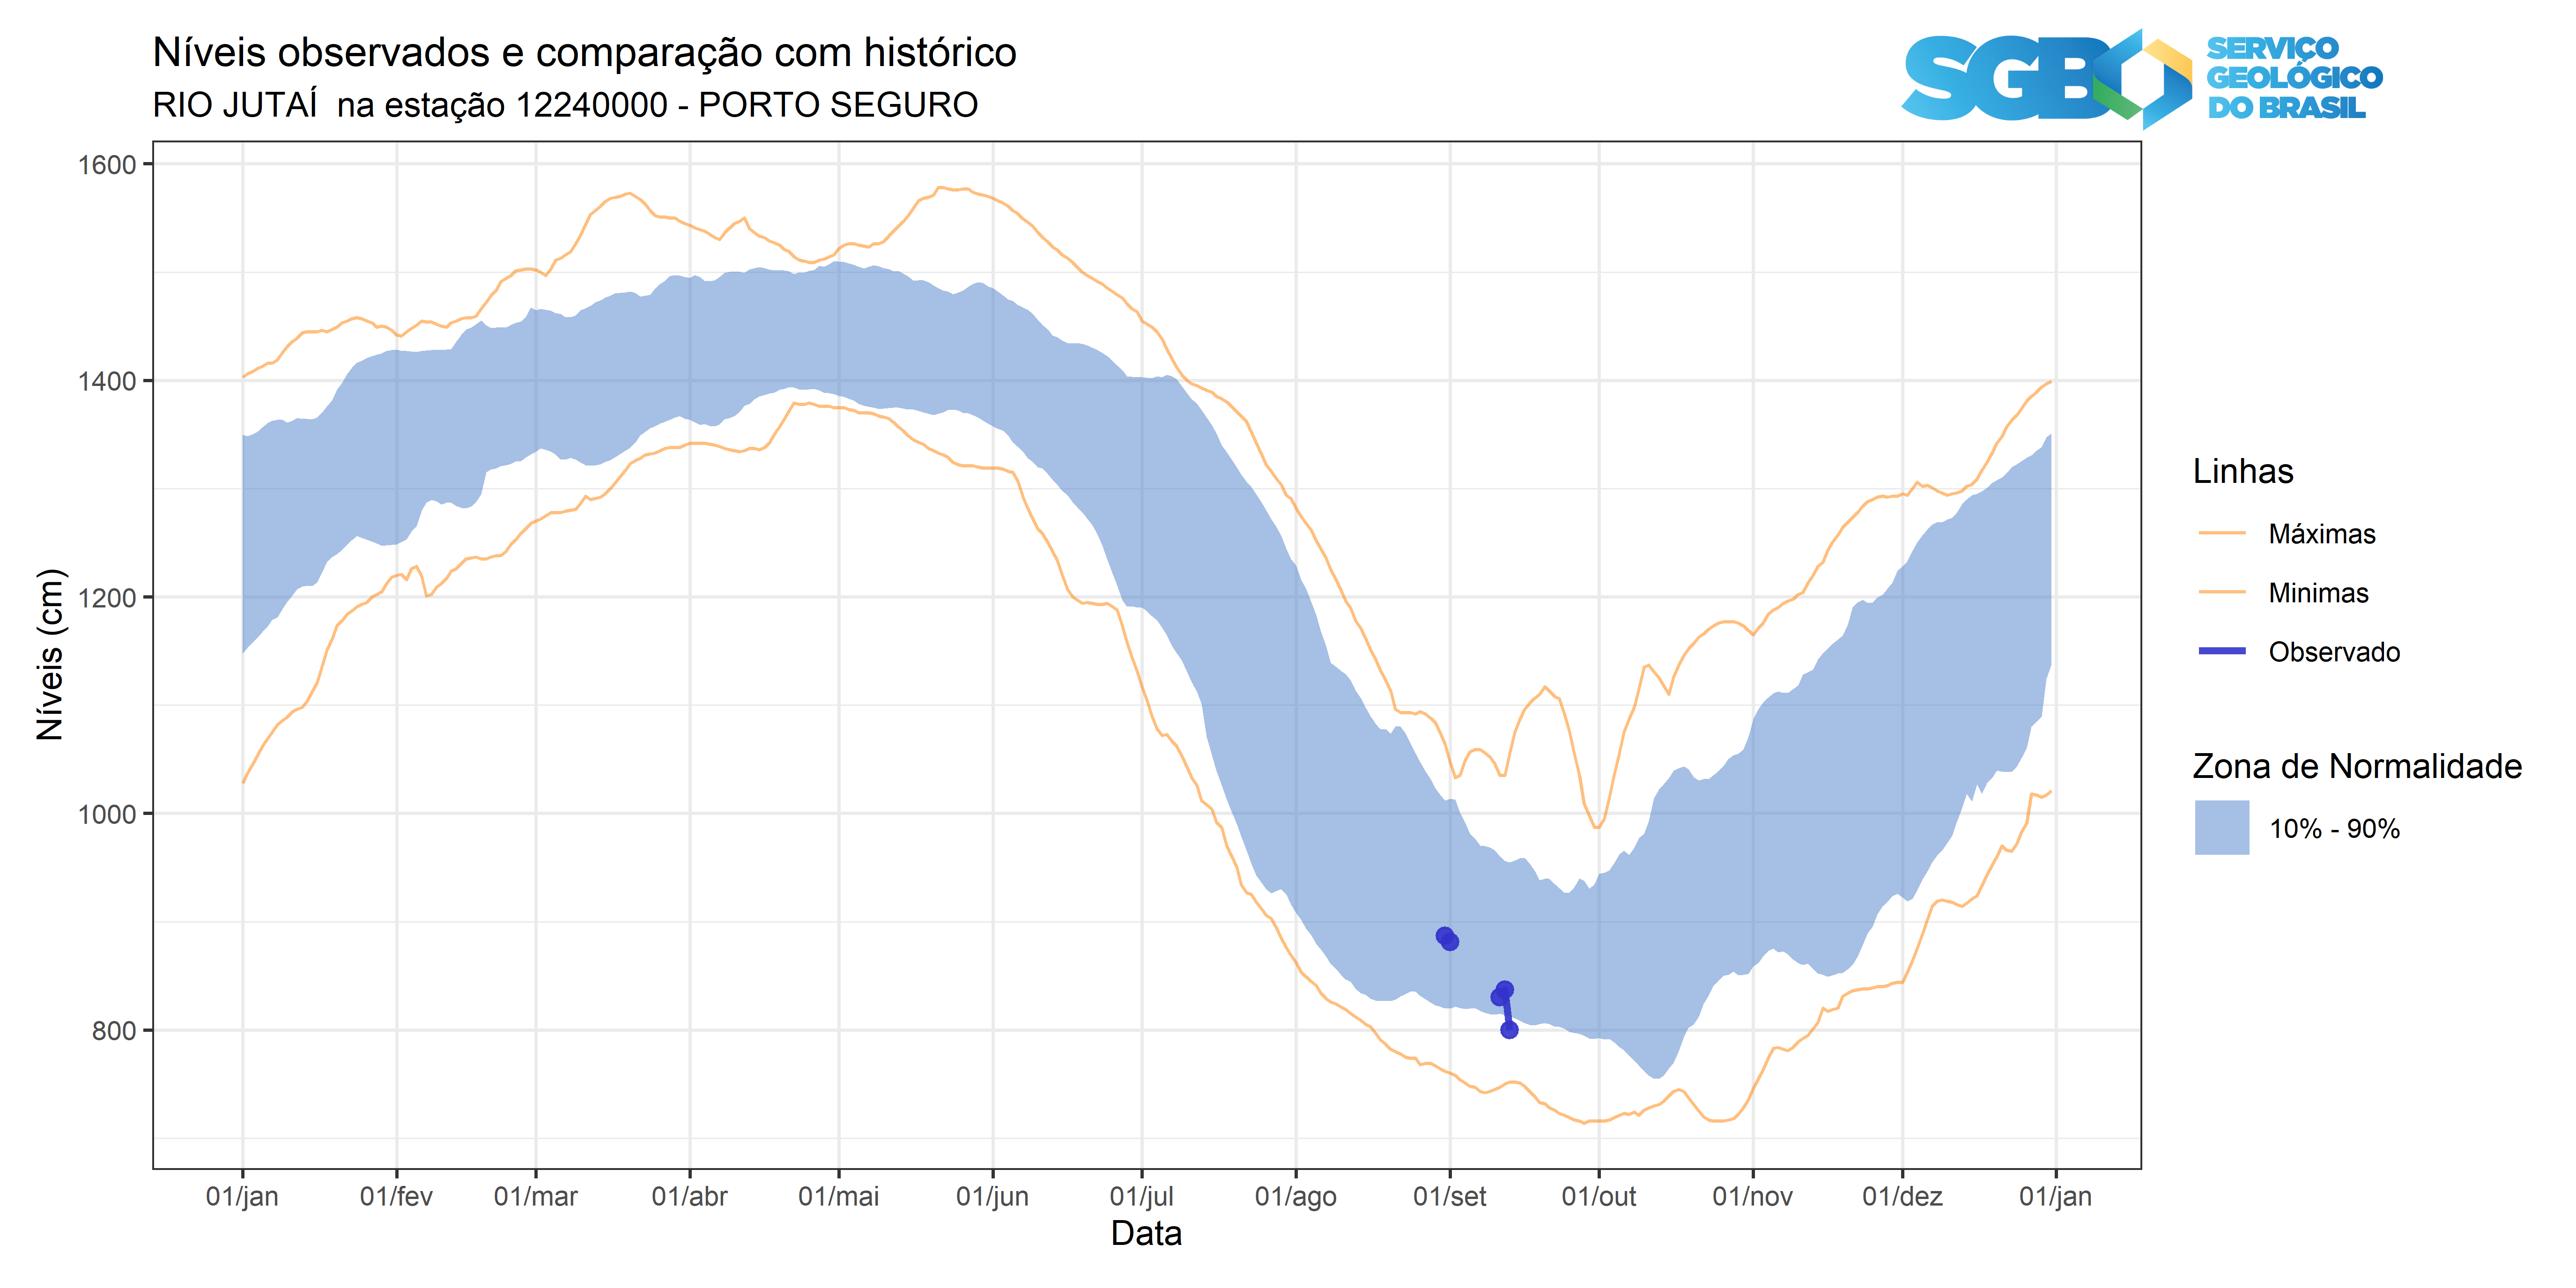 Níveis observados e comparação com histórico
RIO JUTAÍ  na estação 12240000 - PORTO SEGURO
SGB
SERVIÇO
GEOLÓGICO
DO BRASIL
Níveis (cm)
1600
1400
1200
1000
800
01/jan 01/fev 01/mar 01/abr 01/mai 01/jun 01/jul 01/ago 01/set 01/out 01/nov 01/dez 01/jan
Data
Linhas
Máximas
Minimas
Observado
Zona de Normalidade
10% - 90%